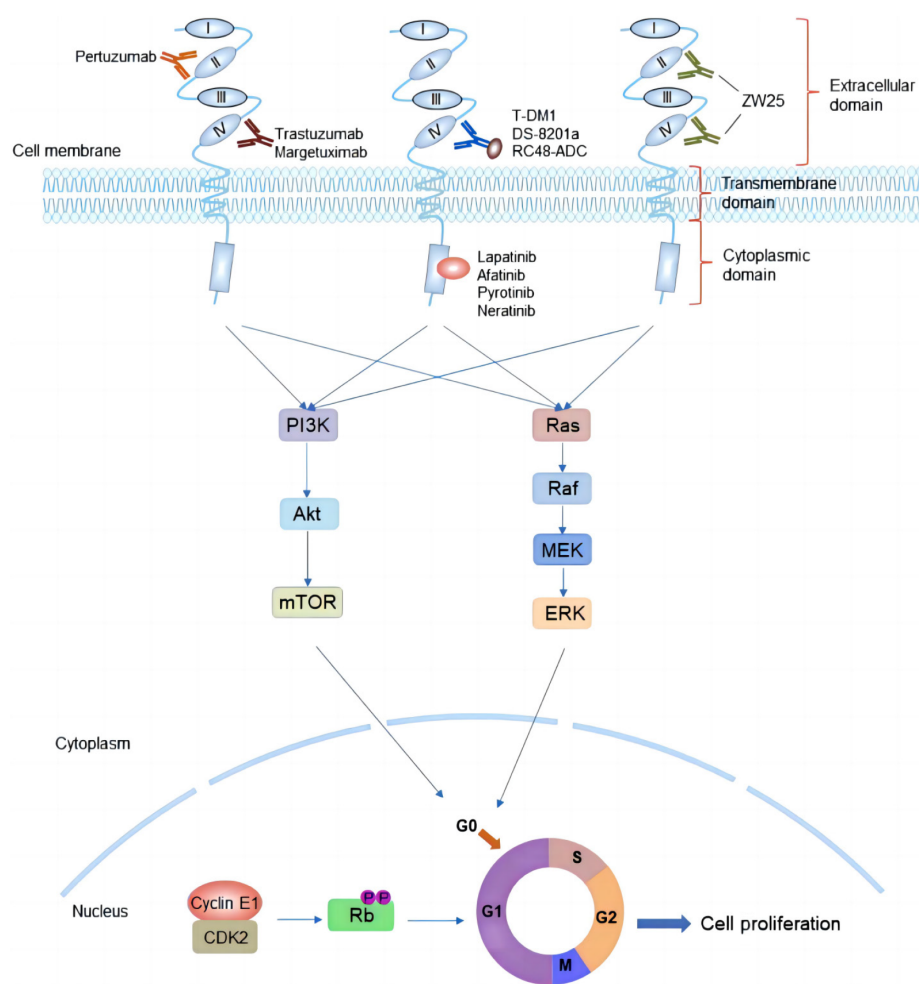 I
I
I
Pertuzumab
II
II
II
ZW25
Extracellular
domain
III
III
III
IV
Trastuzumab
Margetuximab
IV
T-DM1
DS-8201a
RC48-ADC
IV
Cell membrane
Transmembrane
domain
Cytoplasmic
domain
Lapatinib
Afatinib
Pyrotinib
Neratinib
PI3K
Ras
Akt
Raf
MEK
mTOR
ERK
Cytoplasm
G0
S
G1
G2
M
Nucleus
Cyclin E1
CDK2
P
P
Rb
Cell proliferation